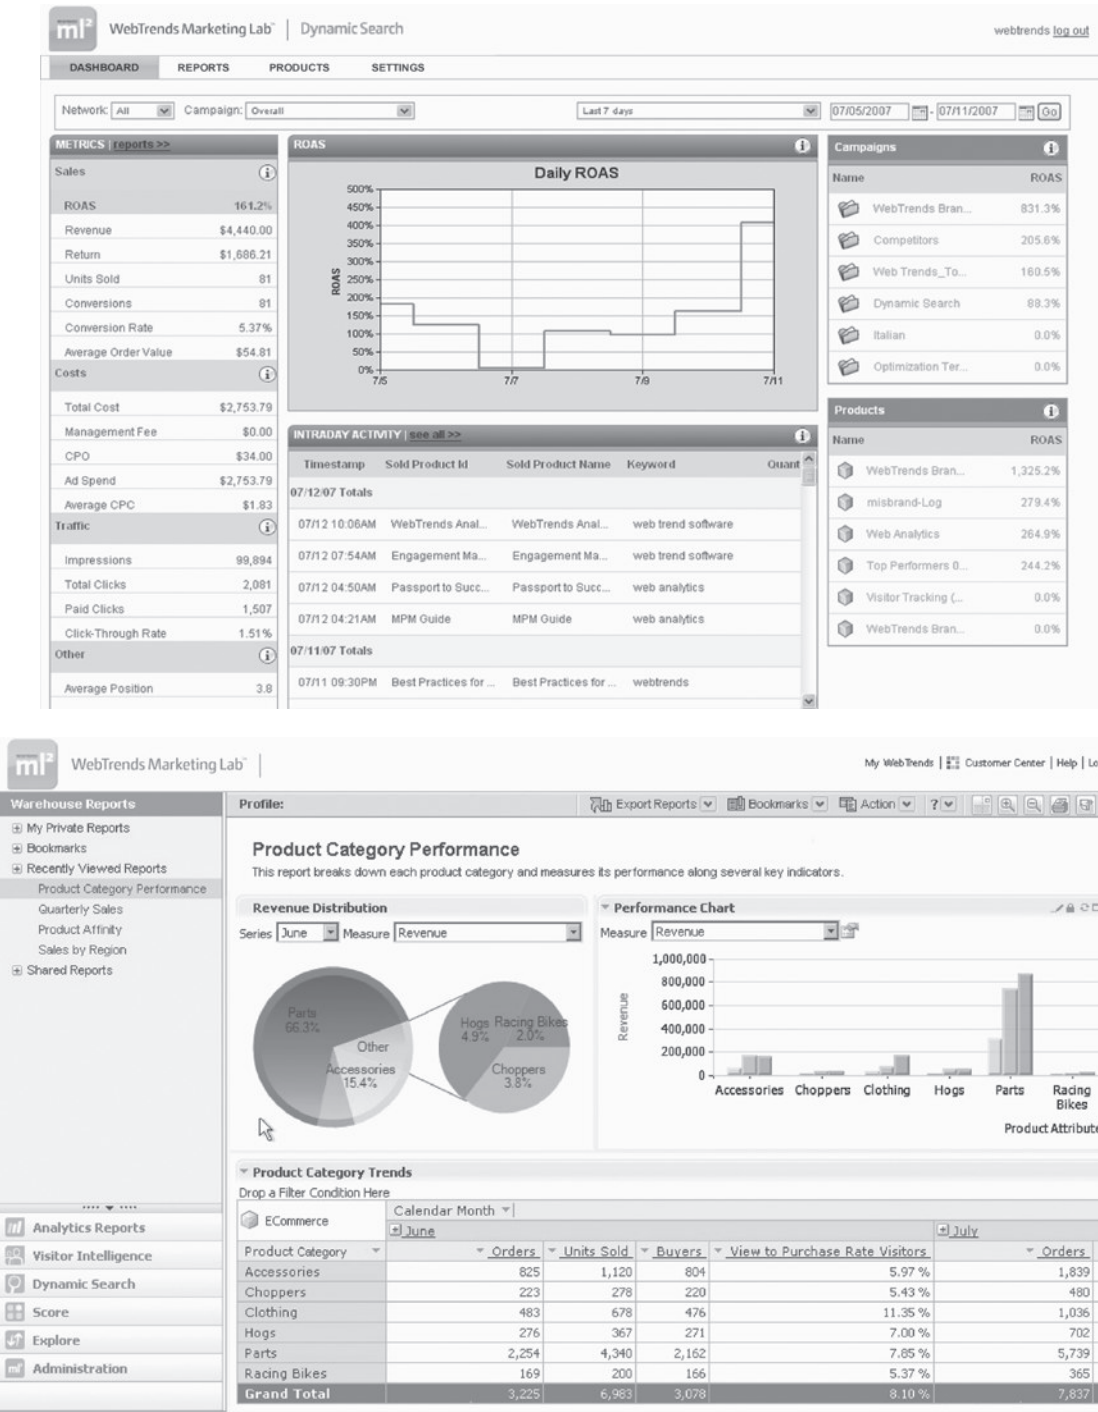 ml²
WebTrends Marketing Lab™ | Dynamic Search
webtrends log out
DASHBOARD REPORTS PRODUCTS SETTINGS
Network: All Campaign: Overall Last 7 days 07/05/2007 - 07/11/2007 Go
METRICS | reports >>
Sales
ROAS 161.2%
Revenue $4,440.00
Return $1,686.21
Units Sold 81
Conversions 81
Conversion Rate 5.37%
Average Order Value $54.81
Costs
Total Cost $2,753.79
Management Fee $0.00
CPO $34.00
Ad Spend $2,753.79
Average CPC $1.83
Traffic
Impressions 99,894
Total Clicks 2,081
Paid Clicks 1,507
Click-Through Rate 1.51%
Other
Average Position 3.8
ROAS
Daily ROAS
500%
450%
400%
350%
300%
250%
200%
150%
100%
50%
0%
ROAS
7/5 7/7 7/9 7/11
INTRADAY ACTIVITY | see all >>
Timestamp Sold Product Id Sold Product Name Keyword Quant
07/12/07 Totals
07/12 10:06AM WebTrends Anal... WebTrends Anal... web trend software
07/12 07:54AM Engagement Ma... Engagement Ma... web trend software
07/12 04:50AM Passport to Succ... Passport to Succ... web analytics
07/12 04:21AM MPM Guide MPM Guide web analytics
07/11/07 Totals
07/11 09:30PM Best Practices for ... Best Practices for ... webtrends
Campaigns
Name ROAS
WebTrends Bran... 831.3%
Competitors 205.6%
Web Trends_To... 160.5%
Dynamic Search 88.3%
Italian 0.0%
Optimization Ter... 0.0%
Products
Name ROAS
WebTrends Bran... 1,325.2%
misbrand-Log 279.4%
Web Analytics 264.9%
Top Performers 0... 244.2%
Visitor Tracking (... 0.0%
WebTrends Bran... 0.0%
ml²
WebTrends Marketing Lab™ |
My WebTrends | Customer Center | Help | Lo
Warehouse Reports
My Private Reports
Bookmarks
Recently Viewed Reports
Product Category Performance
Quarterly Sales
Product Affinity
Sales by Region
Shared Reports
Analytics Reports
Visitor Intelligence
Dynamic Search
Score
Explore
Administration
Profile: Export Reports Bookmarks Action ?
Product Category Performance
This report breaks down each product category and measures its performance along several key indicators.
Revenue Distribution
Series June Measure Revenue
Parts
66.3%
Other
Accessories
15.4%
Hogs
4.9%
Racing Bikes
2.0%
Choppers
3.8%
Performance Chart
Measure Revenue
1,000,000
800,000
600,000
400,000
200,000
0
Revenue
Accessories Choppers Clothing Hogs Parts Racing Bikes
Product Attribute
Product Category Trends
Drop a Filter Condition Here
ECommerce Calendar Month
June July
Product Category Orders Units Sold Buyers View to Purchase Rate Visitors Orders
Accessories 825 1,120 804 5.97 % 1,839
Choppers 223 278 220 5.43 % 480
Clothing 483 678 476 11.35 % 1,036
Hogs 276 367 271 7.00 % 702
Parts 2,254 4,340 2,162 7.85 % 5,739
Racing Bikes 169 200 166 5.37 % 365
Grand Total 3,225 6,983 3,078 8.10 % 7,837